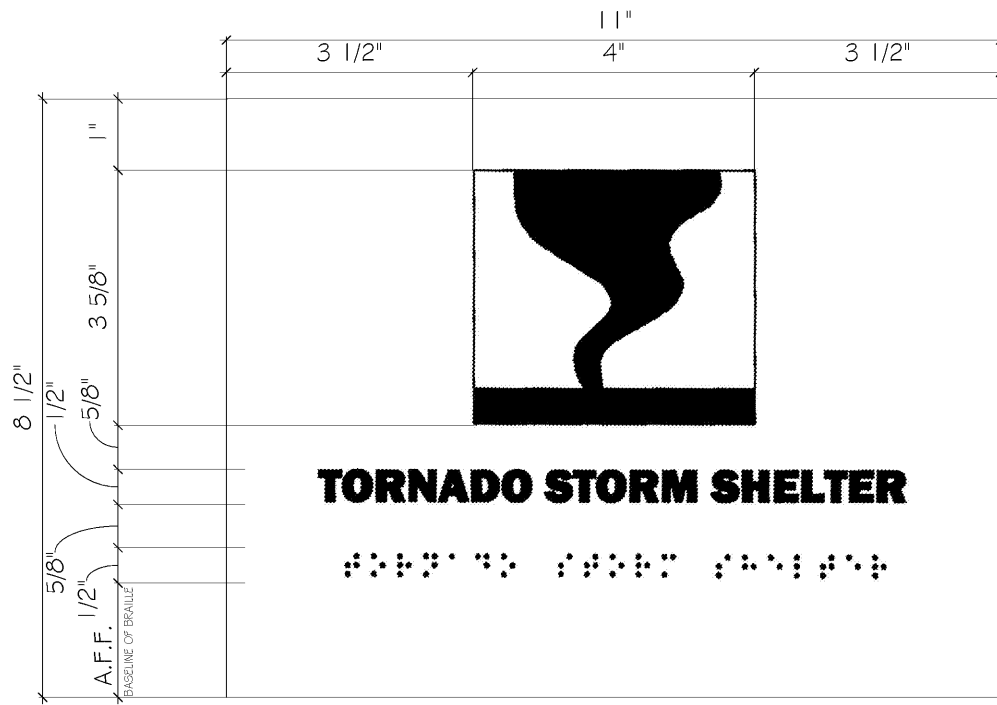 11"
3 1/2" 4" 3 1/2"
1"
3 5/8"
8 1/2"
1/2"
5/8"
TORNADO STORM SHELTER
⠞⠕⠗⠝⠁⠙⠕ ⠎⠞⠕⠗⠍ ⠎⠓⠑⠇⠞⠑⠗
5/8"
1/2"
A.F.F.
BASELINE OF BRAILLE